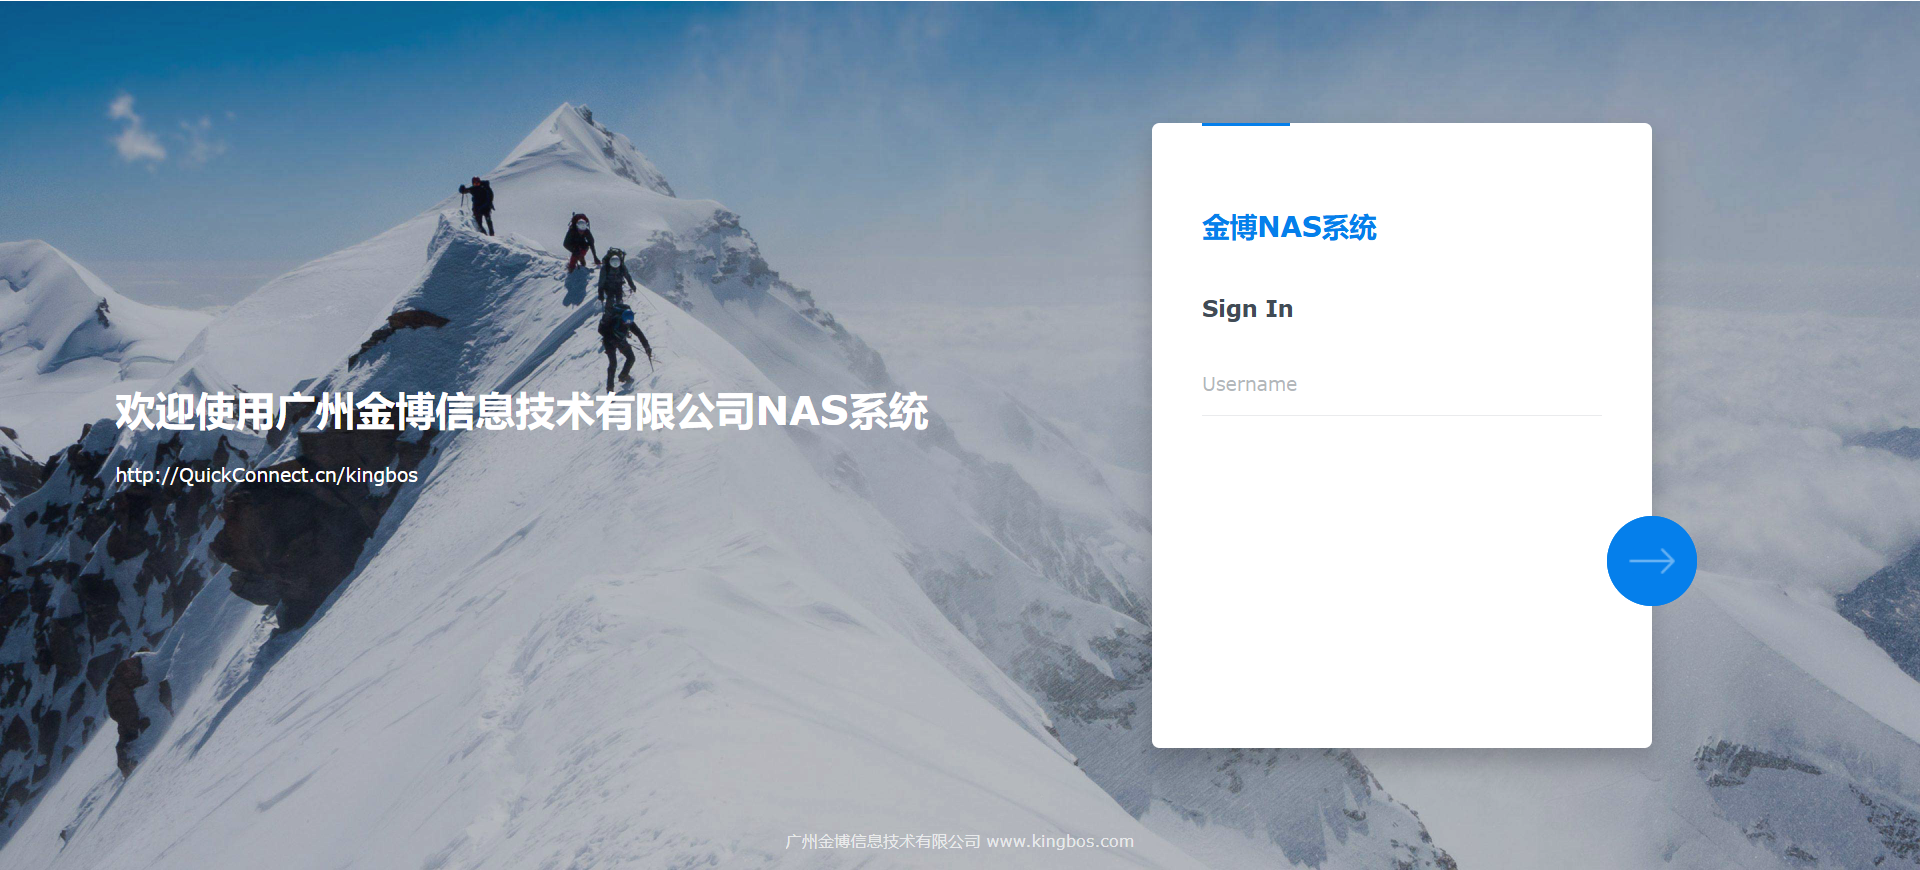 欢迎使用广州金博信息技术有限公司NAS系统
http://QuickConnect.cn/kingbos
金博NAS系统
Sign In
Username
广州金博信息技术有限公司 www.kingbos.com